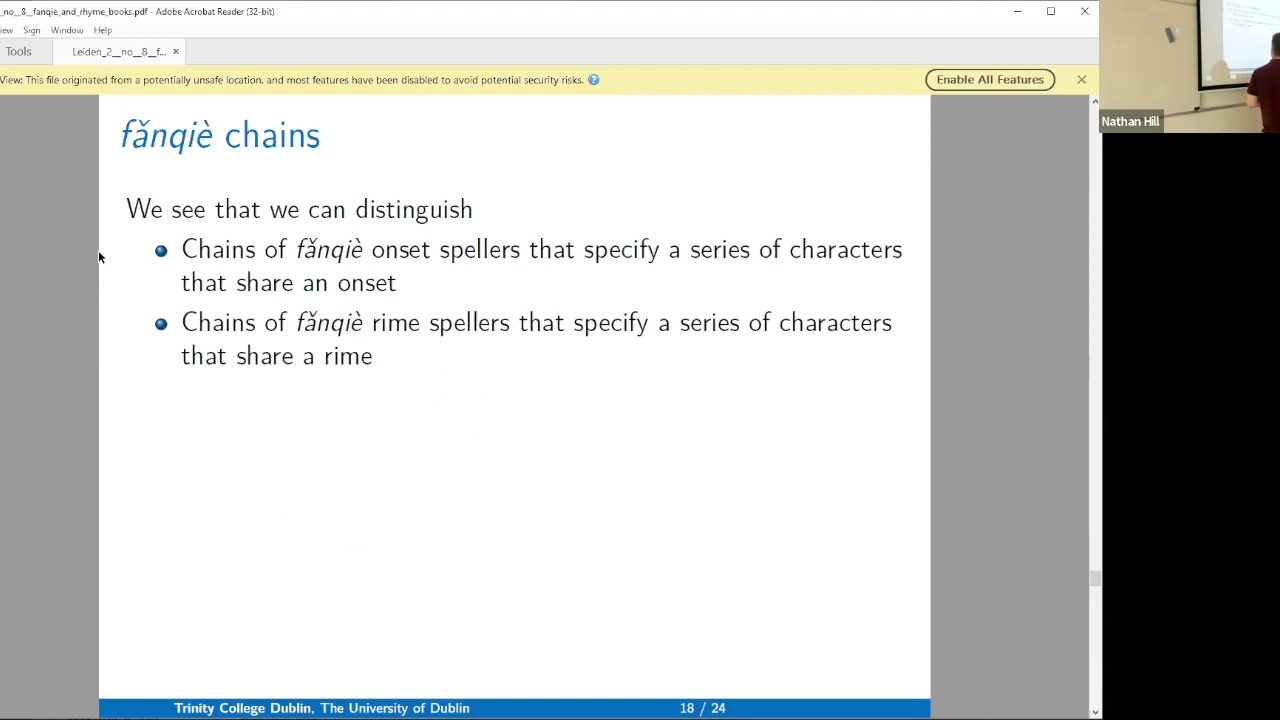 _no__8__fanqie_and_rhyme_books.pdf - Adobe Acrobat Reader (32-bit)
iew Sign Window Help
Tools Leiden_2__no__8__f... ×
View: This file originated from a potentially unsafe location, and most features have been disabled to avoid potential security risks. Enable All Features
Nathan Hill
fǎnqiè chains
We see that we can distinguish
Chains of fǎnqiè onset spellers that specify a series of characters
that share an onset
Chains of fǎnqiè rime spellers that specify a series of characters
that share a rime
Trinity College Dublin, The University of Dublin 18 / 24